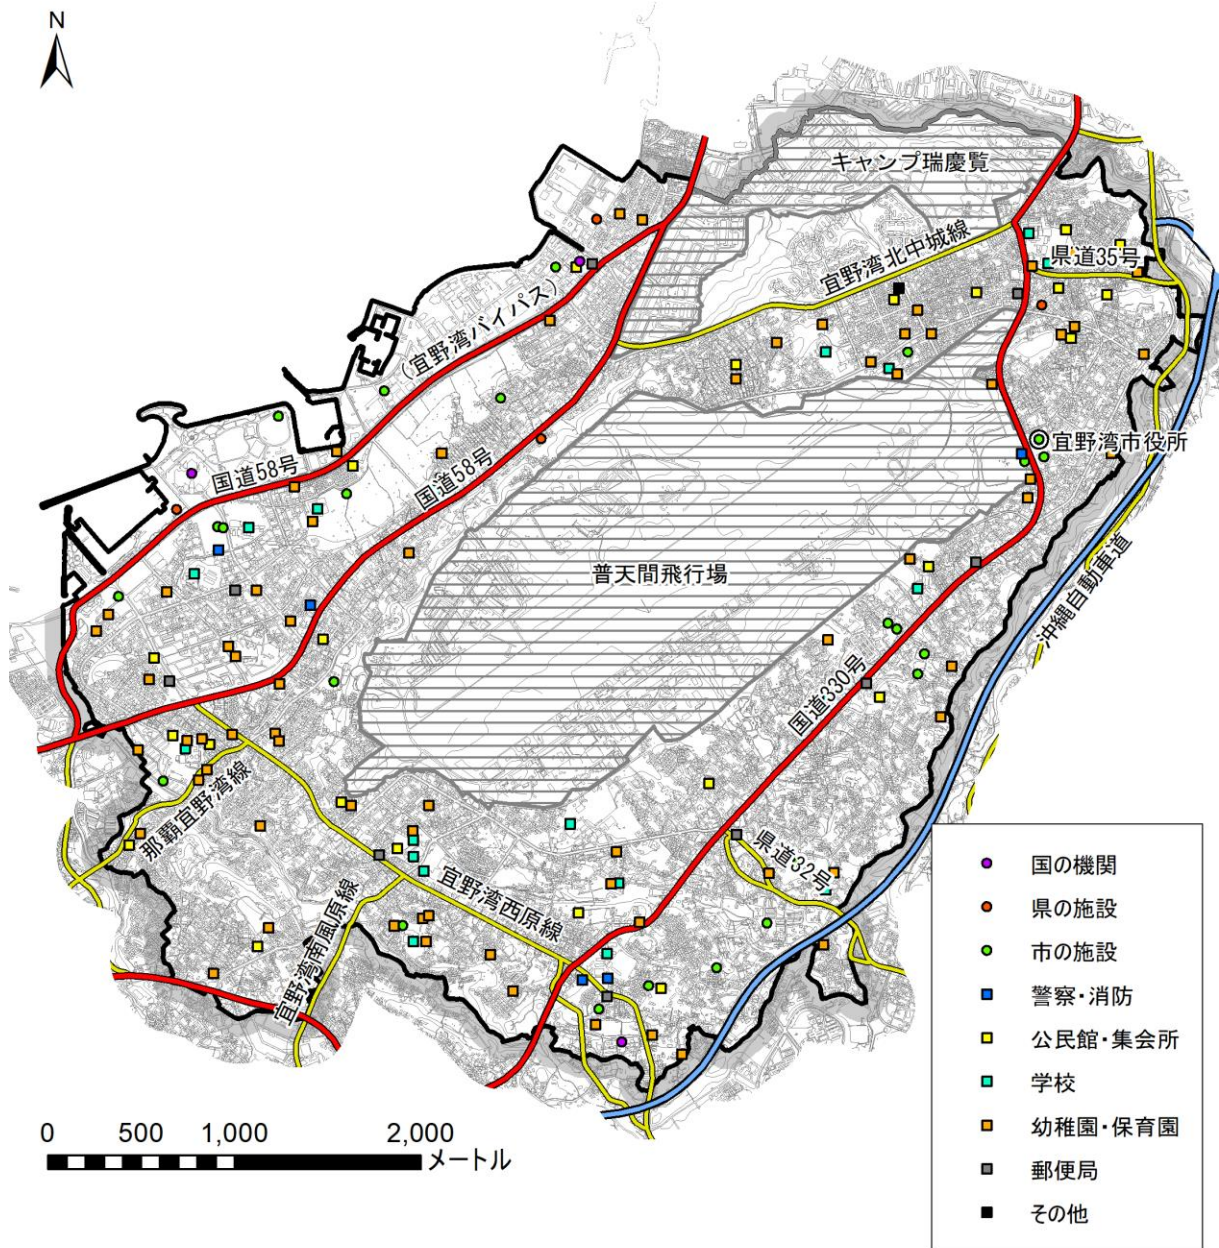 N
キャンプ瑞慶覧
宜野湾北中城線
県道35号
(宜野湾バイパス)
国道58号
国道58号
宜野湾市役所
普天間飛行場
沖縄自動車道
国道330号
那覇宜野湾線
県道32号
宜野湾西原線
宜野湾南風原線
0 500 1,000 2,000
メートル
国の機関
県の施設
市の施設
警察・消防
公民館・集会所
学校
幼稚園・保育園
郵便局
その他